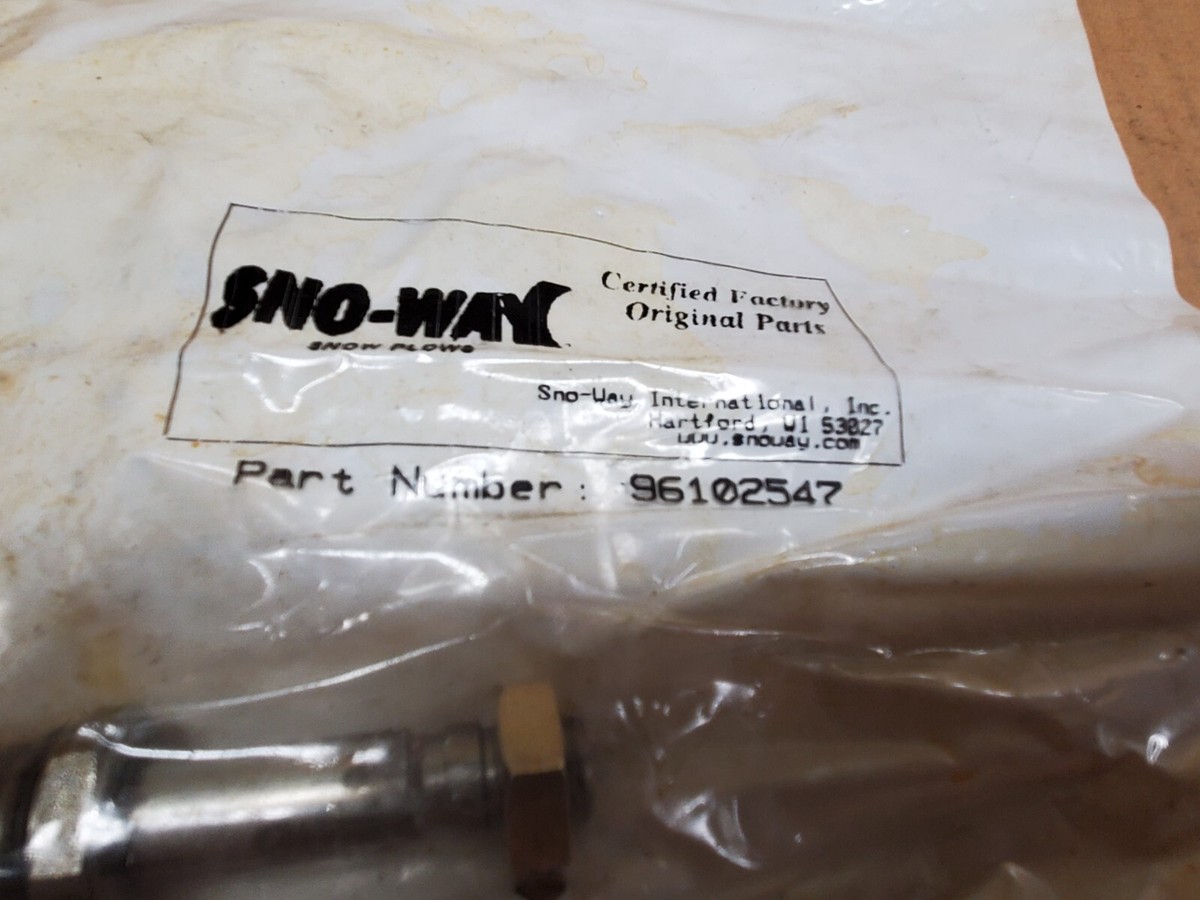 SNO-WAY
SNOW PLOWS
Certified Factory
Original Parts
Sno-Way International, Inc.
Hartford, WI 53027
www.snoway.com
Part Number: 96102547